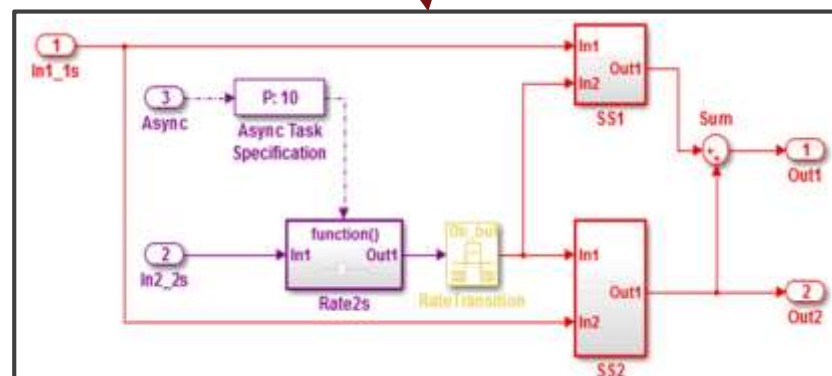 1
In1_1s
3
Async
P: 10
Async Task
Specification
2
In2_2s
function()
In1
Out1
Rate2s
RateTransition
In1
In2
Out1
SS1
In1
In2
Out1
SS2
Sum
1
Out1
2
Out2